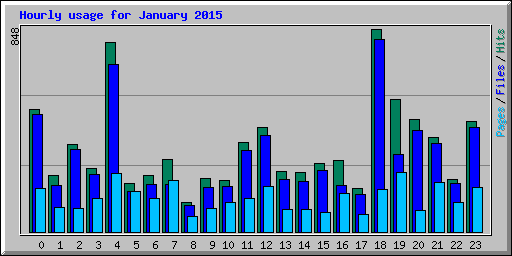 Hourly usage for January 2015
848
Pages / Files / Hits
0 1 2 3 4 5 6 7 8 9 10 11 12 13 14 15 16 17 18 19 20 21 22 23